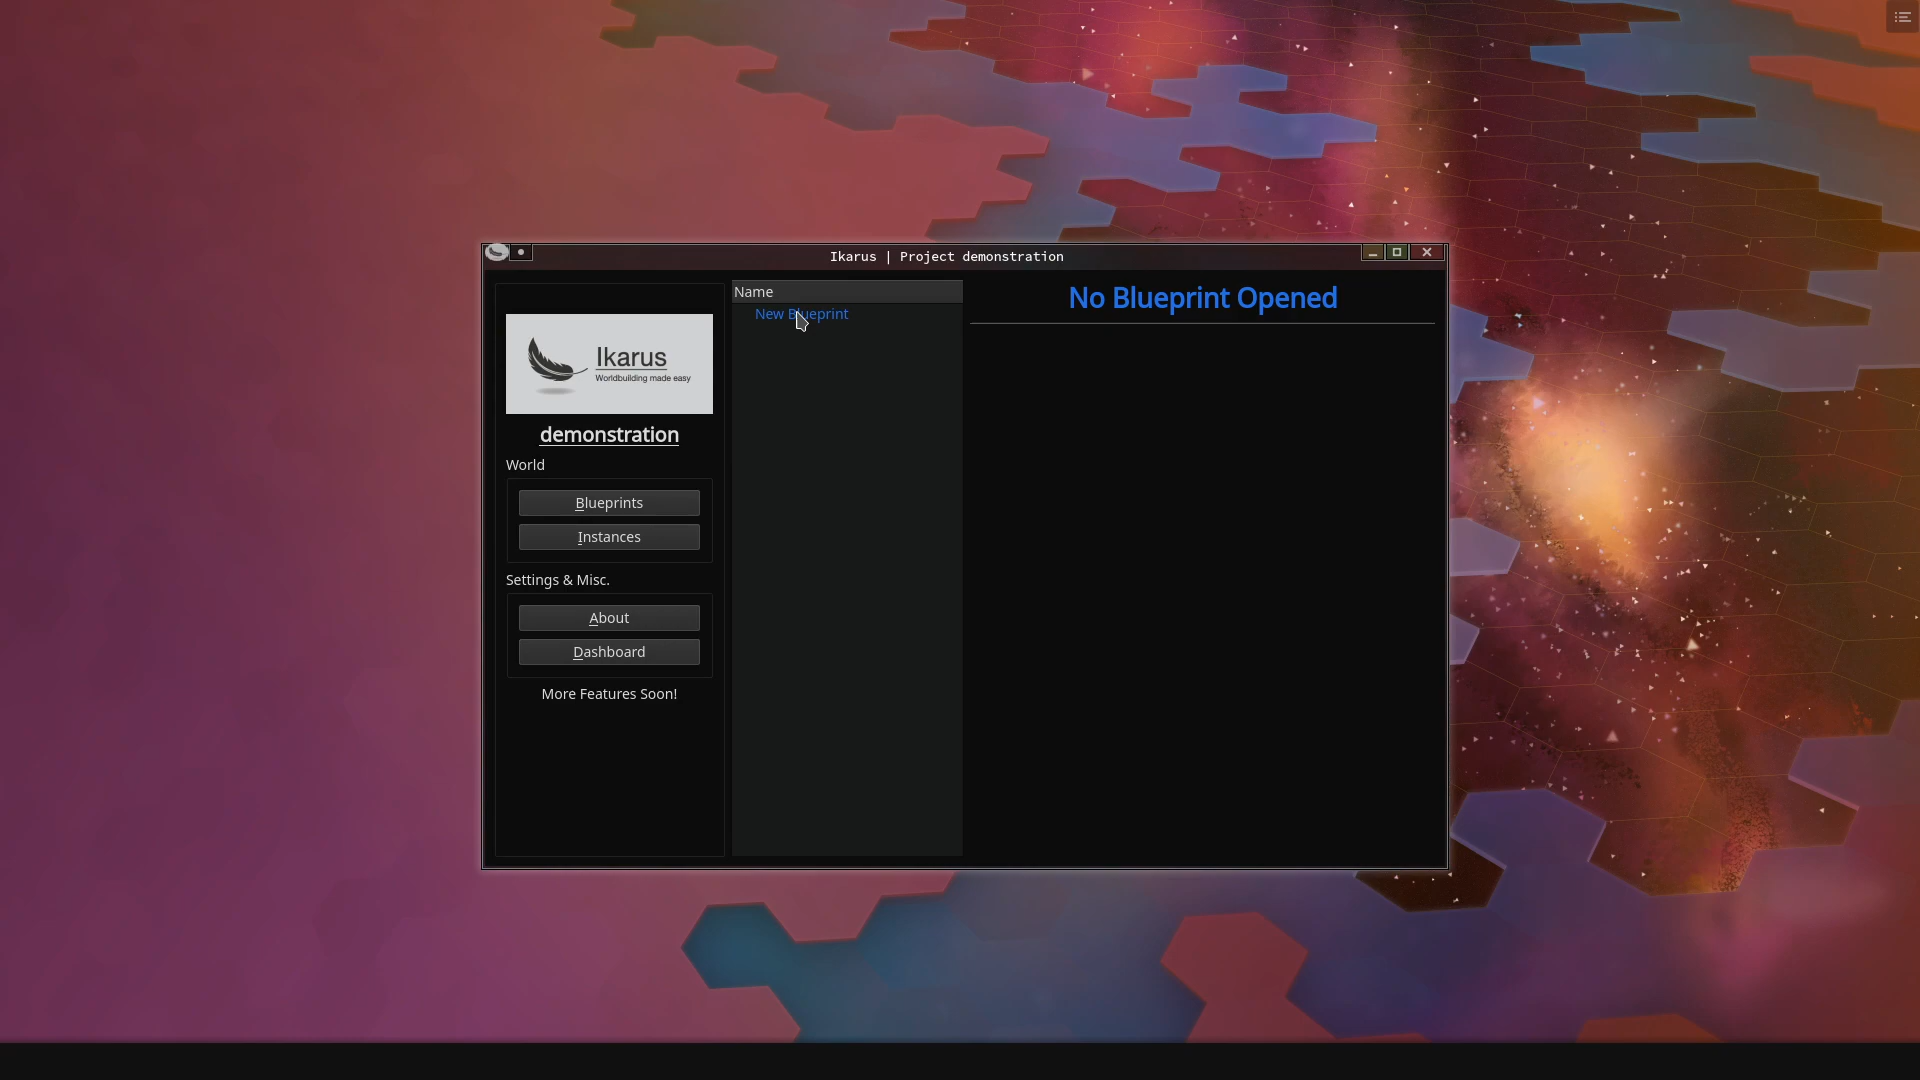 Ikarus | Project demonstration
Ikarus
Worldbuilding made easy
demonstration
World
Blueprints
Instances
Settings & Misc.
About
Dashboard
More Features Soon!
Name
New Blueprint
No Blueprint Opened